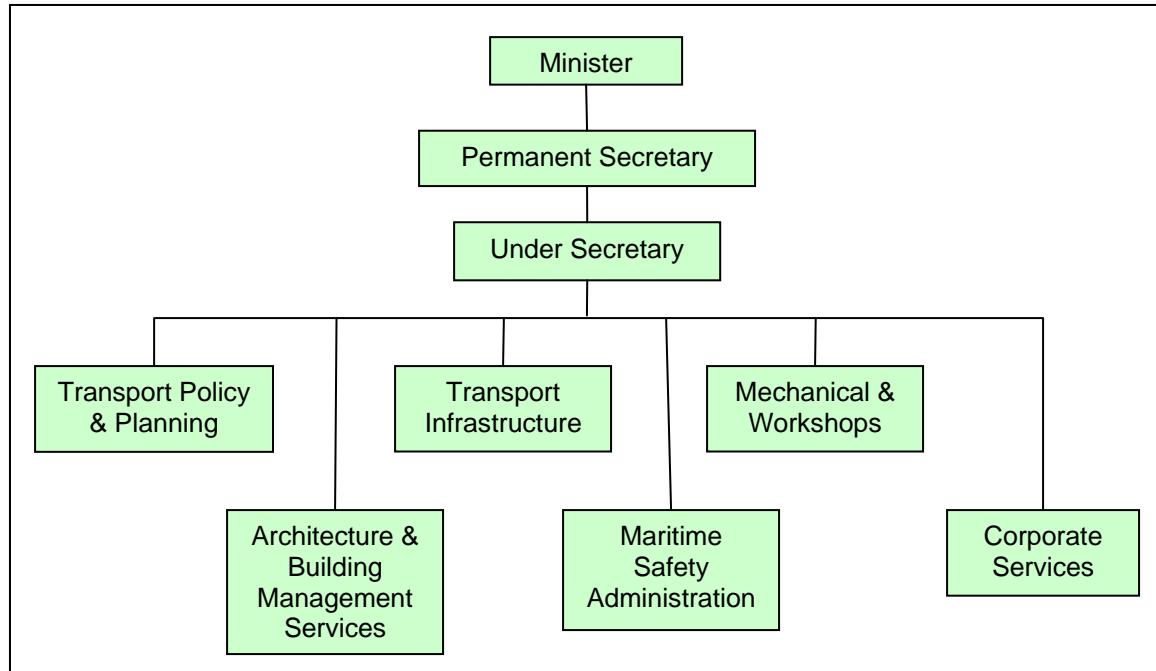 Minister
Permanent Secretary
Under Secretary
Transport Policy
& Planning
Transport
Infrastructure
Mechanical &
Workshops
Architecture &
Building
Management
Services
Maritime
Safety
Administration
Corporate
Services